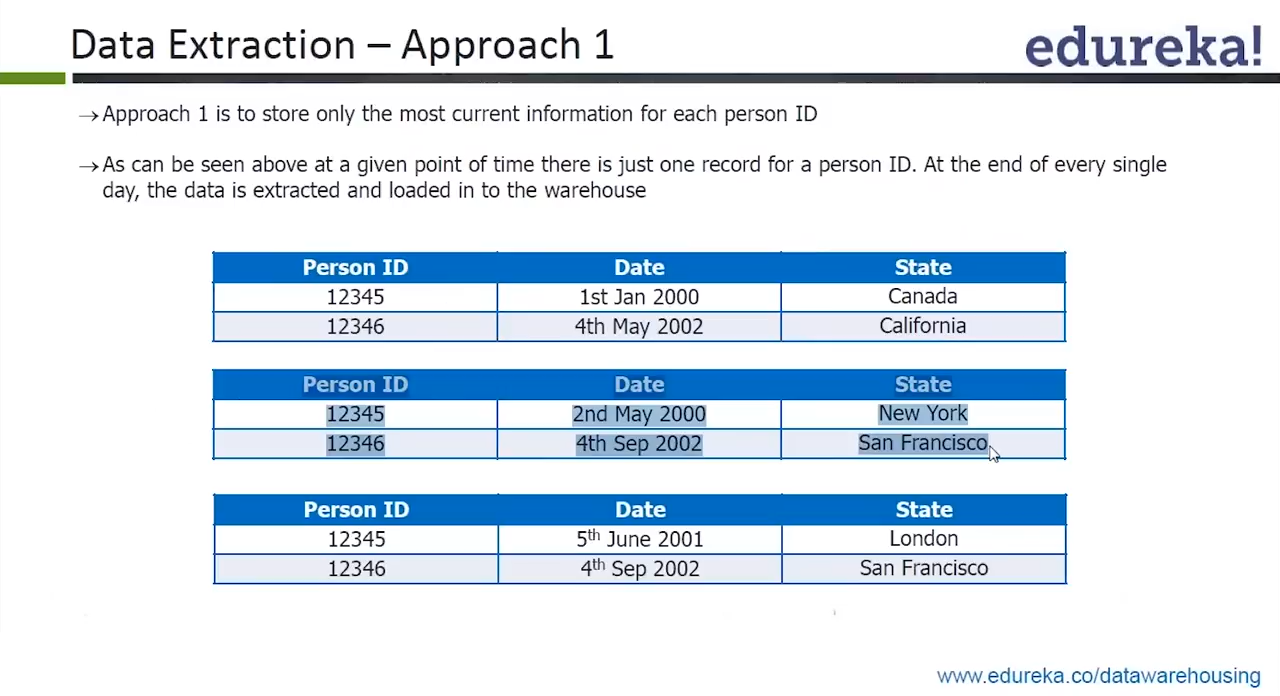 Data Extraction – Approach 1
edureka!
→Approach 1 is to store only the most current information for each person ID
→As can be seen above at a given point of time there is just one record for a person ID. At the end of every single
day, the data is extracted and loaded in to the warehouse
Person ID Date State
12345 1st Jan 2000 Canada
12346 4th May 2002 California
Person ID Date State
12345 2nd May 2000 New York
12346 4th Sep 2002 San Francisco
Person ID Date State
12345 5th June 2001 London
12346 4th Sep 2002 San Francisco
www.edureka.co/datawarehousing